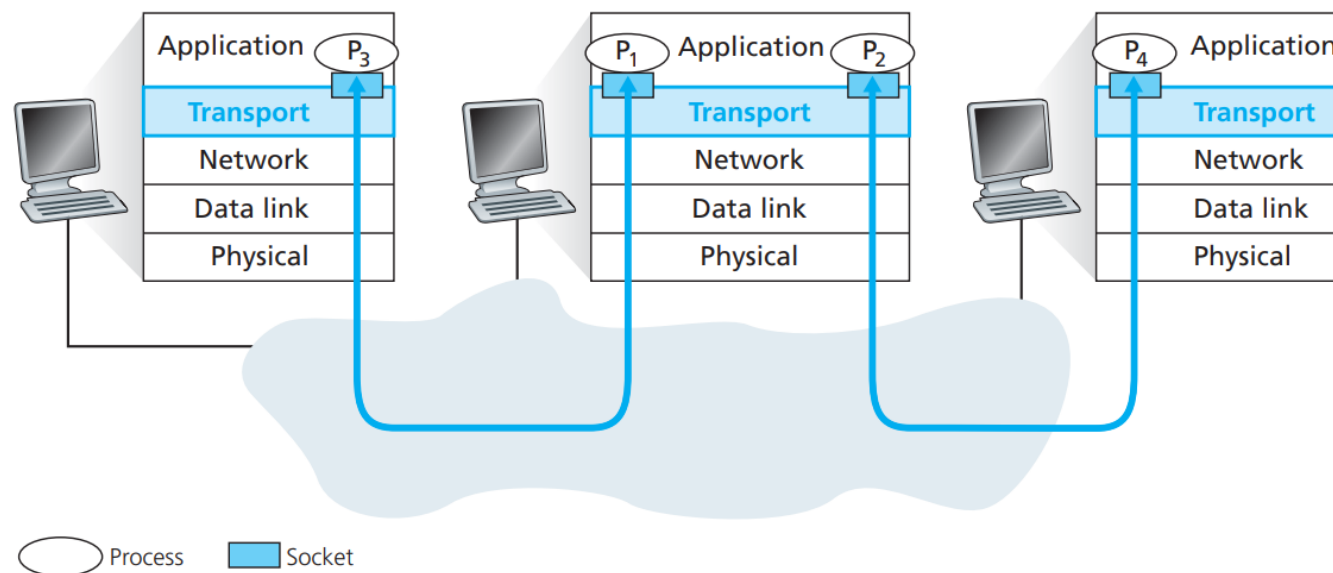 Application P3
P1 Application P2
P4 Application
Transport
Transport
Transport
Network
Network
Network
Data link
Data link
Data link
Physical
Physical
Physical
Process
Socket